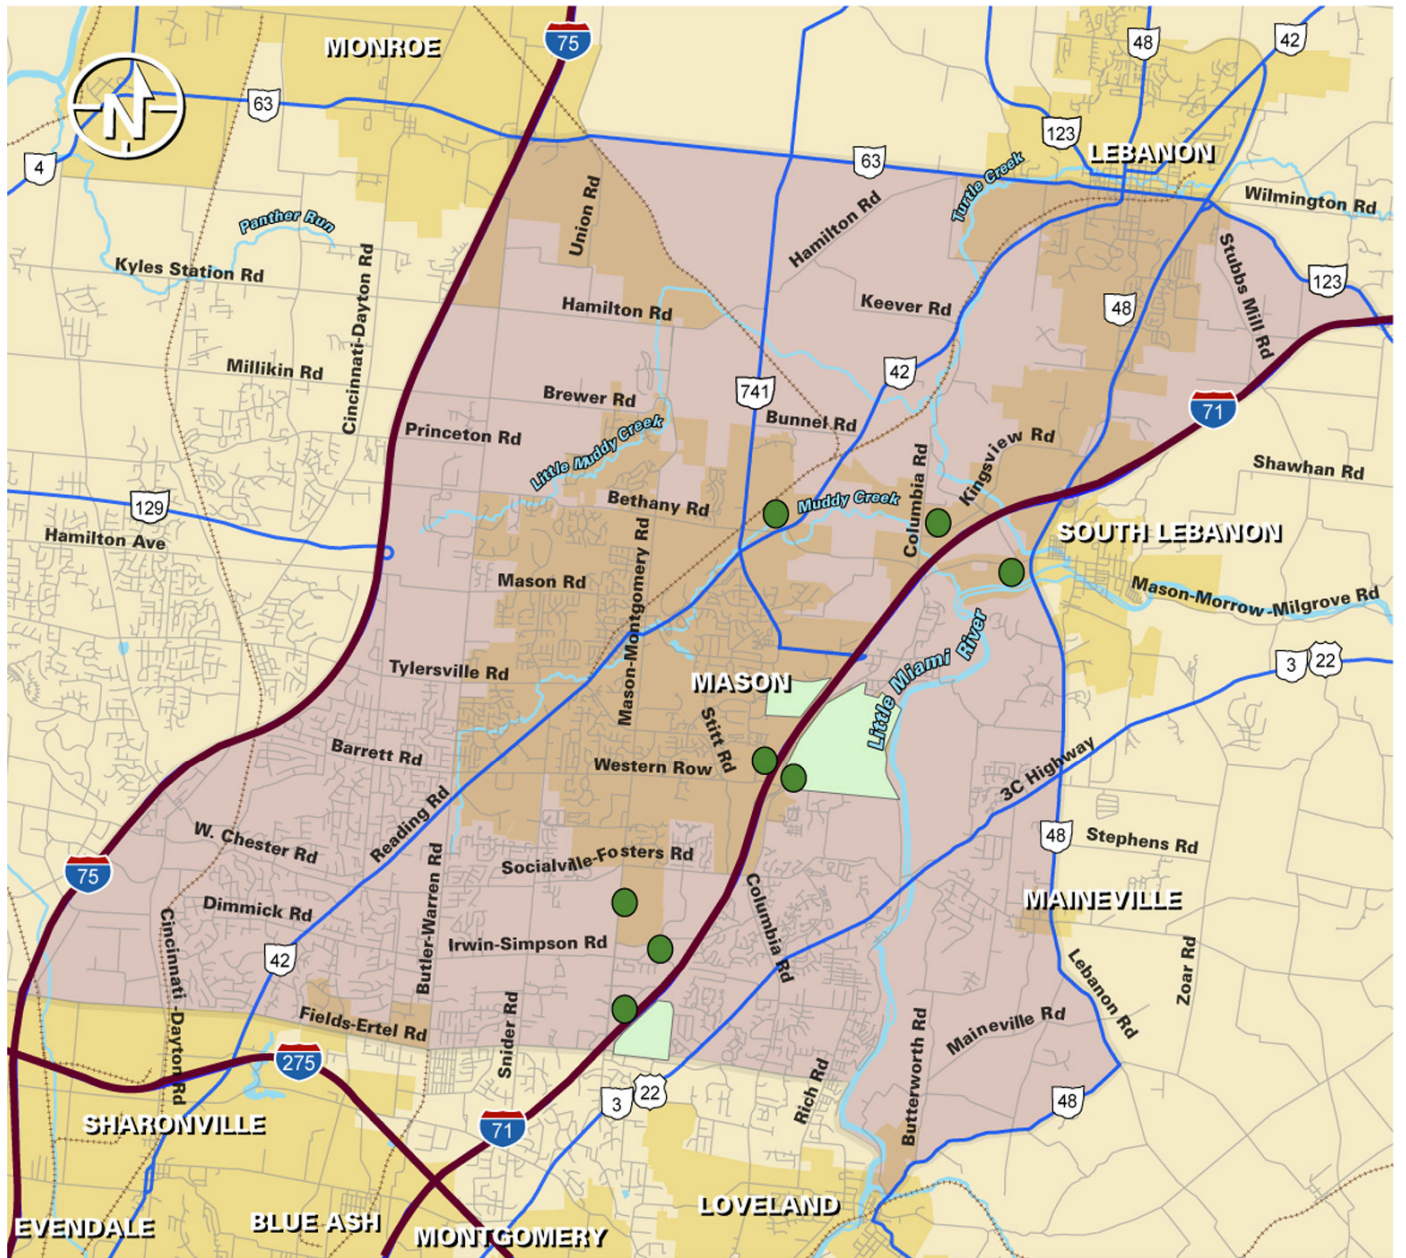 MONROE
75
48
42
N
63
123
LEBANON
4
63
Turtle Creek
Wilmington Rd
Union Rd
Hamilton Rd
Panther Run
Kyles Station Rd
Cincinnati-Dayton Rd
Stubbs Mill Rd
123
Hamilton Rd
Keever Rd
48
Millikin Rd
42
Brewer Rd
741
71
Princeton Rd
Bunnel Rd
Little Muddy Creek
Kingsview Rd
Shawhan Rd
129
Bethany Rd
Muddy Creek
Columbia Rd
Hamilton Ave
SOUTH LEBANON
Mason Rd
Mason-Montgomery Rd
Mason-Morrow-Milgrove Rd
Tylersville Rd
MASON
Little Miami River
3
22
Stitt Rd
Barrett Rd
Western Row
3C Highway
W. Chester Rd
Reading Rd
48
Stephens Rd
75
Socialville-Fosters Rd
MAINEVILLE
Dimmick Rd
Butler-Warren Rd
Columbia Rd
Irwin-Simpson Rd
42
Cincinnati-Dayton Rd
Lebanon Rd
Zoar Rd
Fields-Ertel Rd
Snider Rd
Maineville Rd
275
Butterworth Rd
Rich Rd
3
22
48
SHARONVILLE
71
LOVELAND
EVENDALE
BLUE ASH
MONTGOMERY